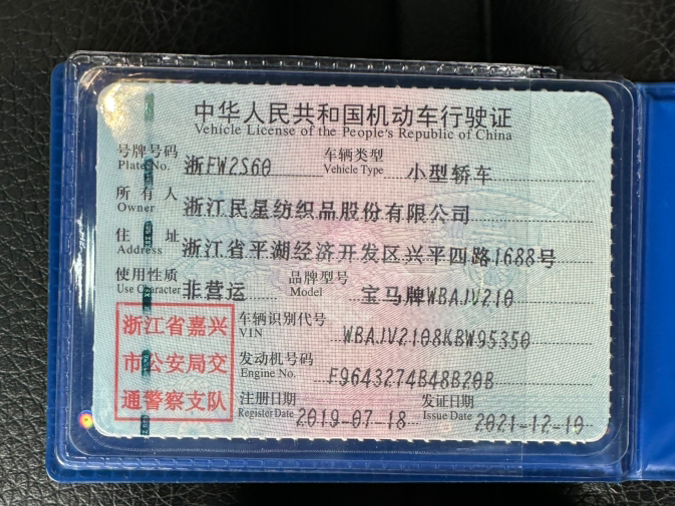 中华人民共和国机动车行驶证
Vehicle License of the People's Republic of China
号牌号码 浙FW2S60 车辆类型 小型轿车
Plate No. Vehicle Type
所有人 浙江民星纺织品股份有限公司
Owner
住址 浙江省平湖经济开发区兴平四路1688号
Address
使用性质 非营运 品牌型号 宝马牌WBAJV210
Use Character Model
浙江省嘉兴
市公安局交
通警察支队
车辆识别代号 WBAJV2108KBW95350
VIN
发动机号码 F9643274B48B20B
Engine No.
注册日期 2019-07-18 发证日期 2021-12-10
Register Date Issue Date